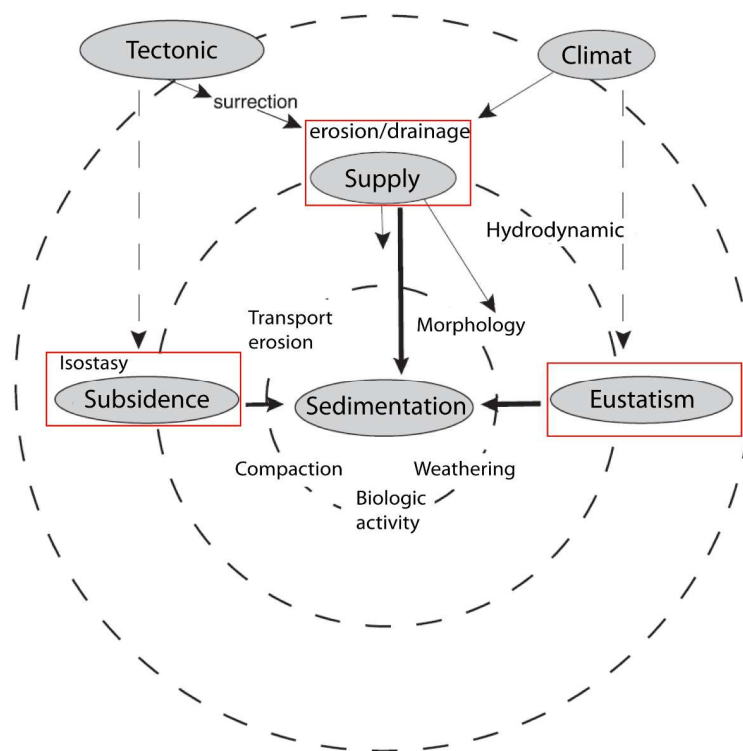 Tectonic
Climat
surrection
erosion/drainage
Supply
Hydrodynamic
Transport
erosion
Morphology
Isostasy
Subsidence
Sedimentation
Eustatism
Compaction
Weathering
Biologic
activity